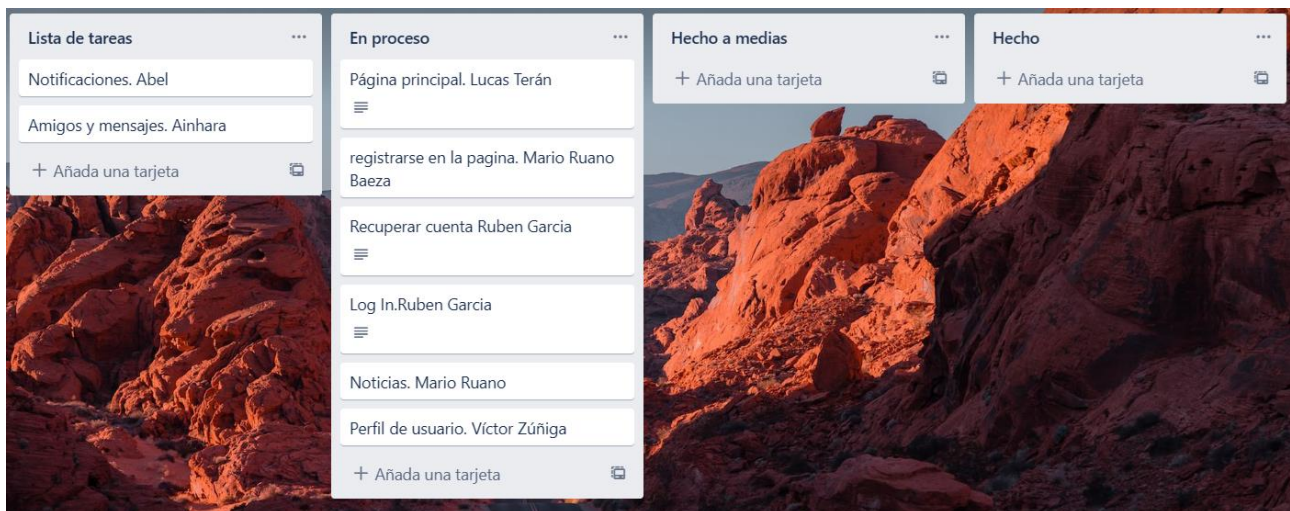 Lista de tareas
Notificaciones. Abel
Amigos y mensajes. Ainhara
+ Añada una tarjeta
En proceso
Página principal. Lucas Terán
registrarse en la pagina. Mario Ruano
Baeza
Recuperar cuenta Ruben Garcia
Log In.Ruben Garcia
Noticias. Mario Ruano
Perfil de usuario. Víctor Zúñiga
+ Añada una tarjeta
Hecho a medias
+ Añada una tarjeta
Hecho
+ Añada una tarjeta